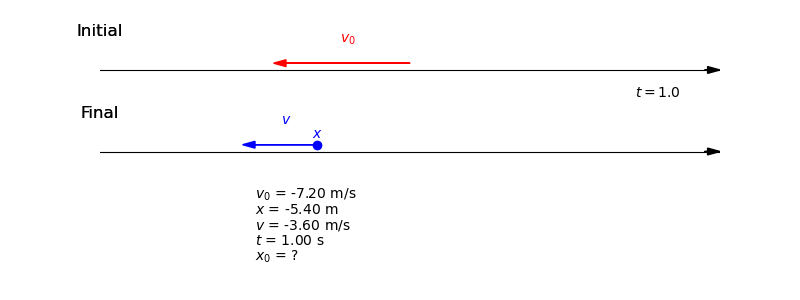 Initial
v₀
t = 1.0
Final
v
x
v₀ = -7.20 m/s
x = -5.40 m
v = -3.60 m/s
t = 1.00 s
x₀ = ?